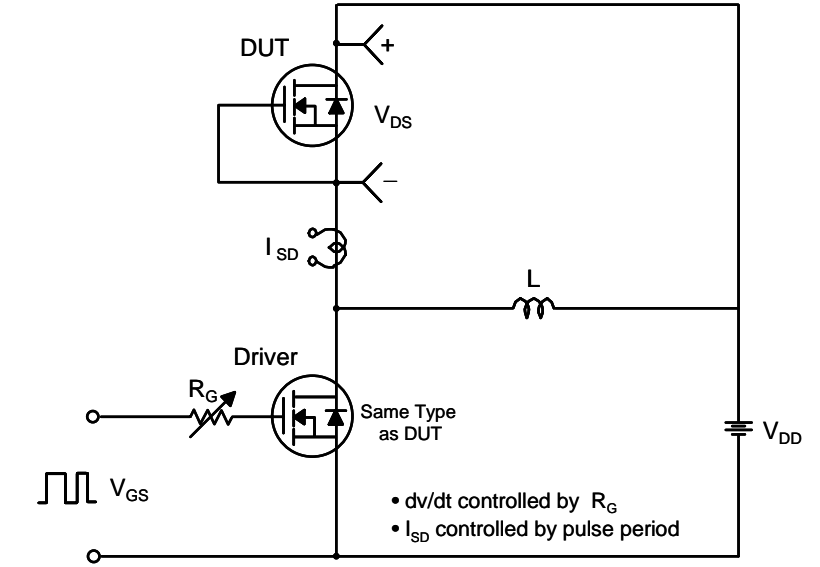 DUT
+
V_DS
–
I_SD
L
Driver
R_G
Same Type
as DUT
V_DD
V_GS
• dv/dt controlled by R_G
• I_SD controlled by pulse period